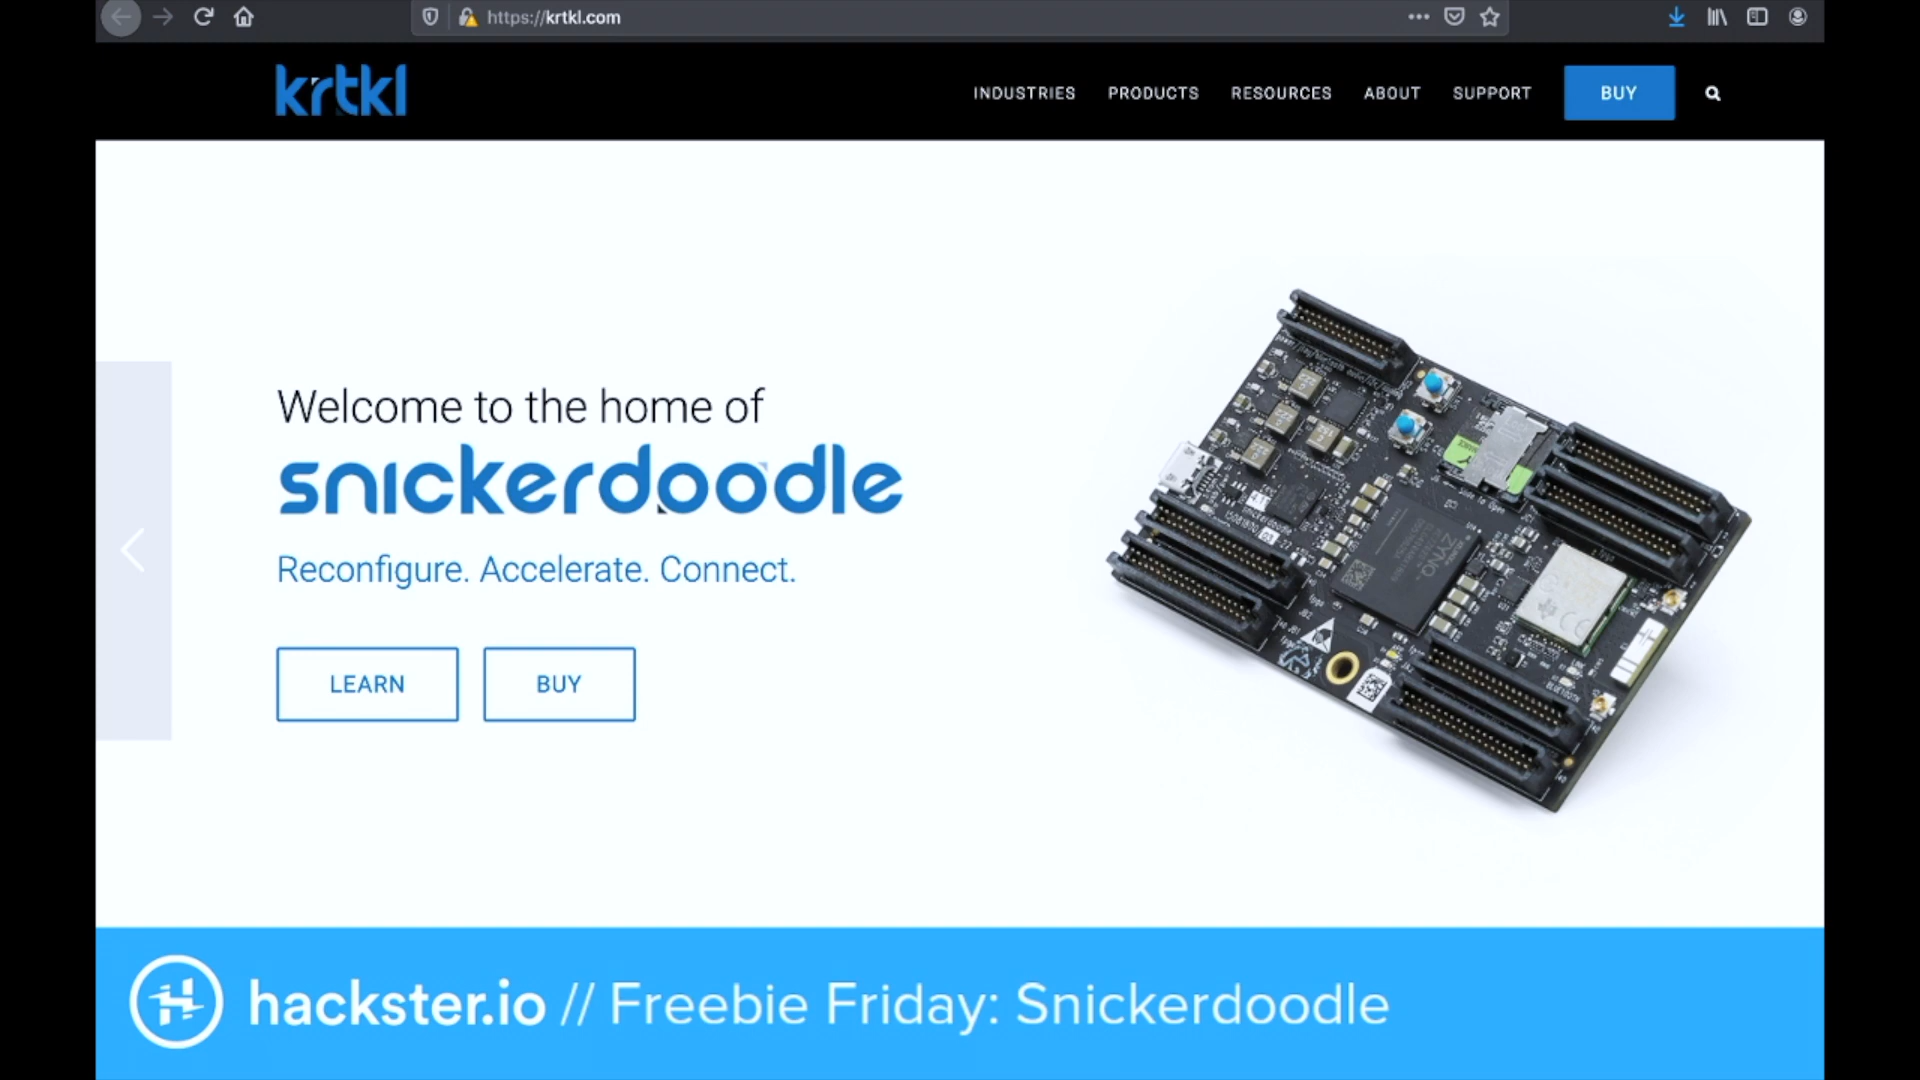 https://krtkl.com
krtkl
INDUSTRIES PRODUCTS RESOURCES ABOUT SUPPORT BUY
Welcome to the home of
snickerdoodle
Reconfigure. Accelerate. Connect.
LEARN BUY
ZYNQ
hackster.io // Freebie Friday: Snickerdoodle